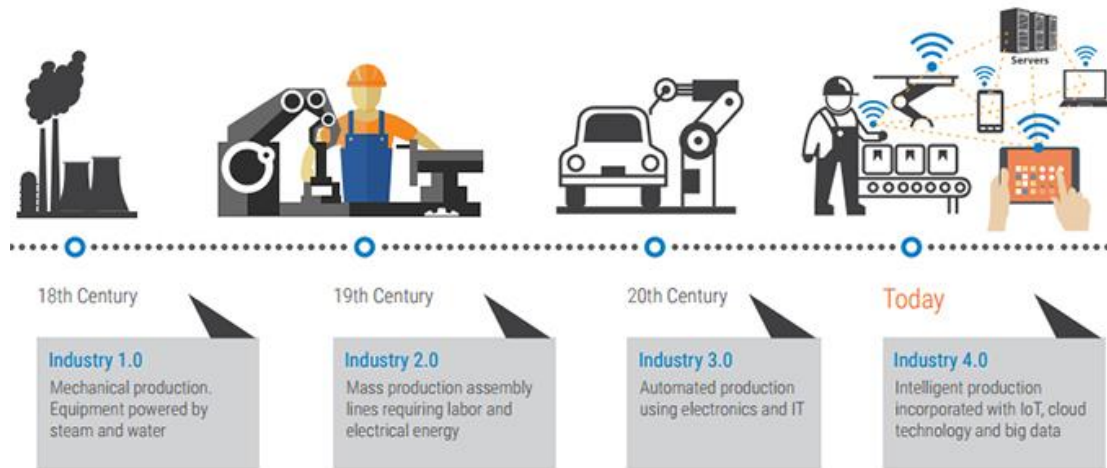 Servers
18th Century
Industry 1.0
Mechanical production.
Equipment powered by
steam and water
19th Century
Industry 2.0
Mass production assembly
lines requiring labor and
electrical energy
20th Century
Industry 3.0
Automated production
using electronics and IT
Today
Industry 4.0
Intelligent production
incorporated with IoT, cloud
technology and big data